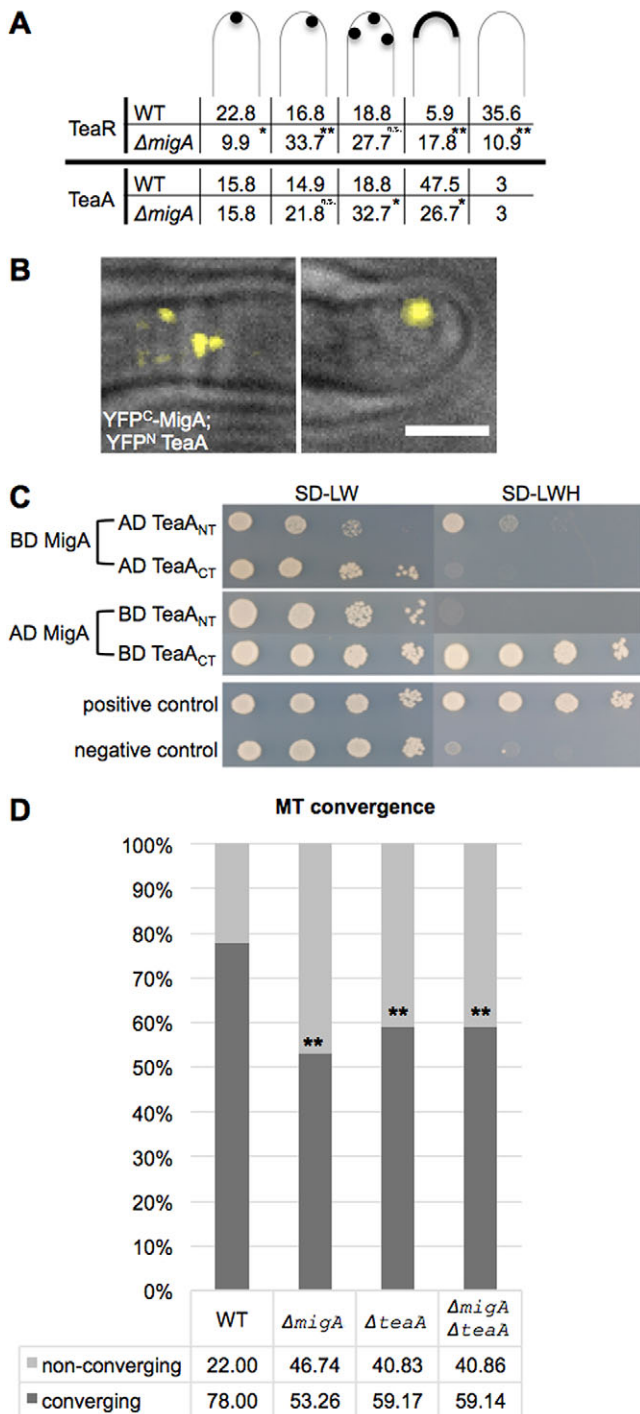 A
TeaR WT 22.8 16.8 18.8 5.9 35.6
ΔmigA 9.9* 33.7** 27.7n.s. 17.8** 10.9**
TeaA WT 15.8 14.9 18.8 47.5 3
ΔmigA 15.8 21.8n.s. 32.7* 26.7* 3
B
YFPC-MigA;
YFPN TeaA
C
SD-LW SD-LWH
BD MigA
AD TeaANT
AD TeaACT
AD MigA
BD TeaANT
BD TeaACT
positive control
negative control
D
MT convergence
100%
90%
80%
70%
60%
50%
40%
30%
20%
10%
0%
** ** **
WT ΔmigA ΔteaA ΔmigA
ΔteaA
non-converging 22.00 46.74 40.83 40.86
converging 78.00 53.26 59.17 59.14